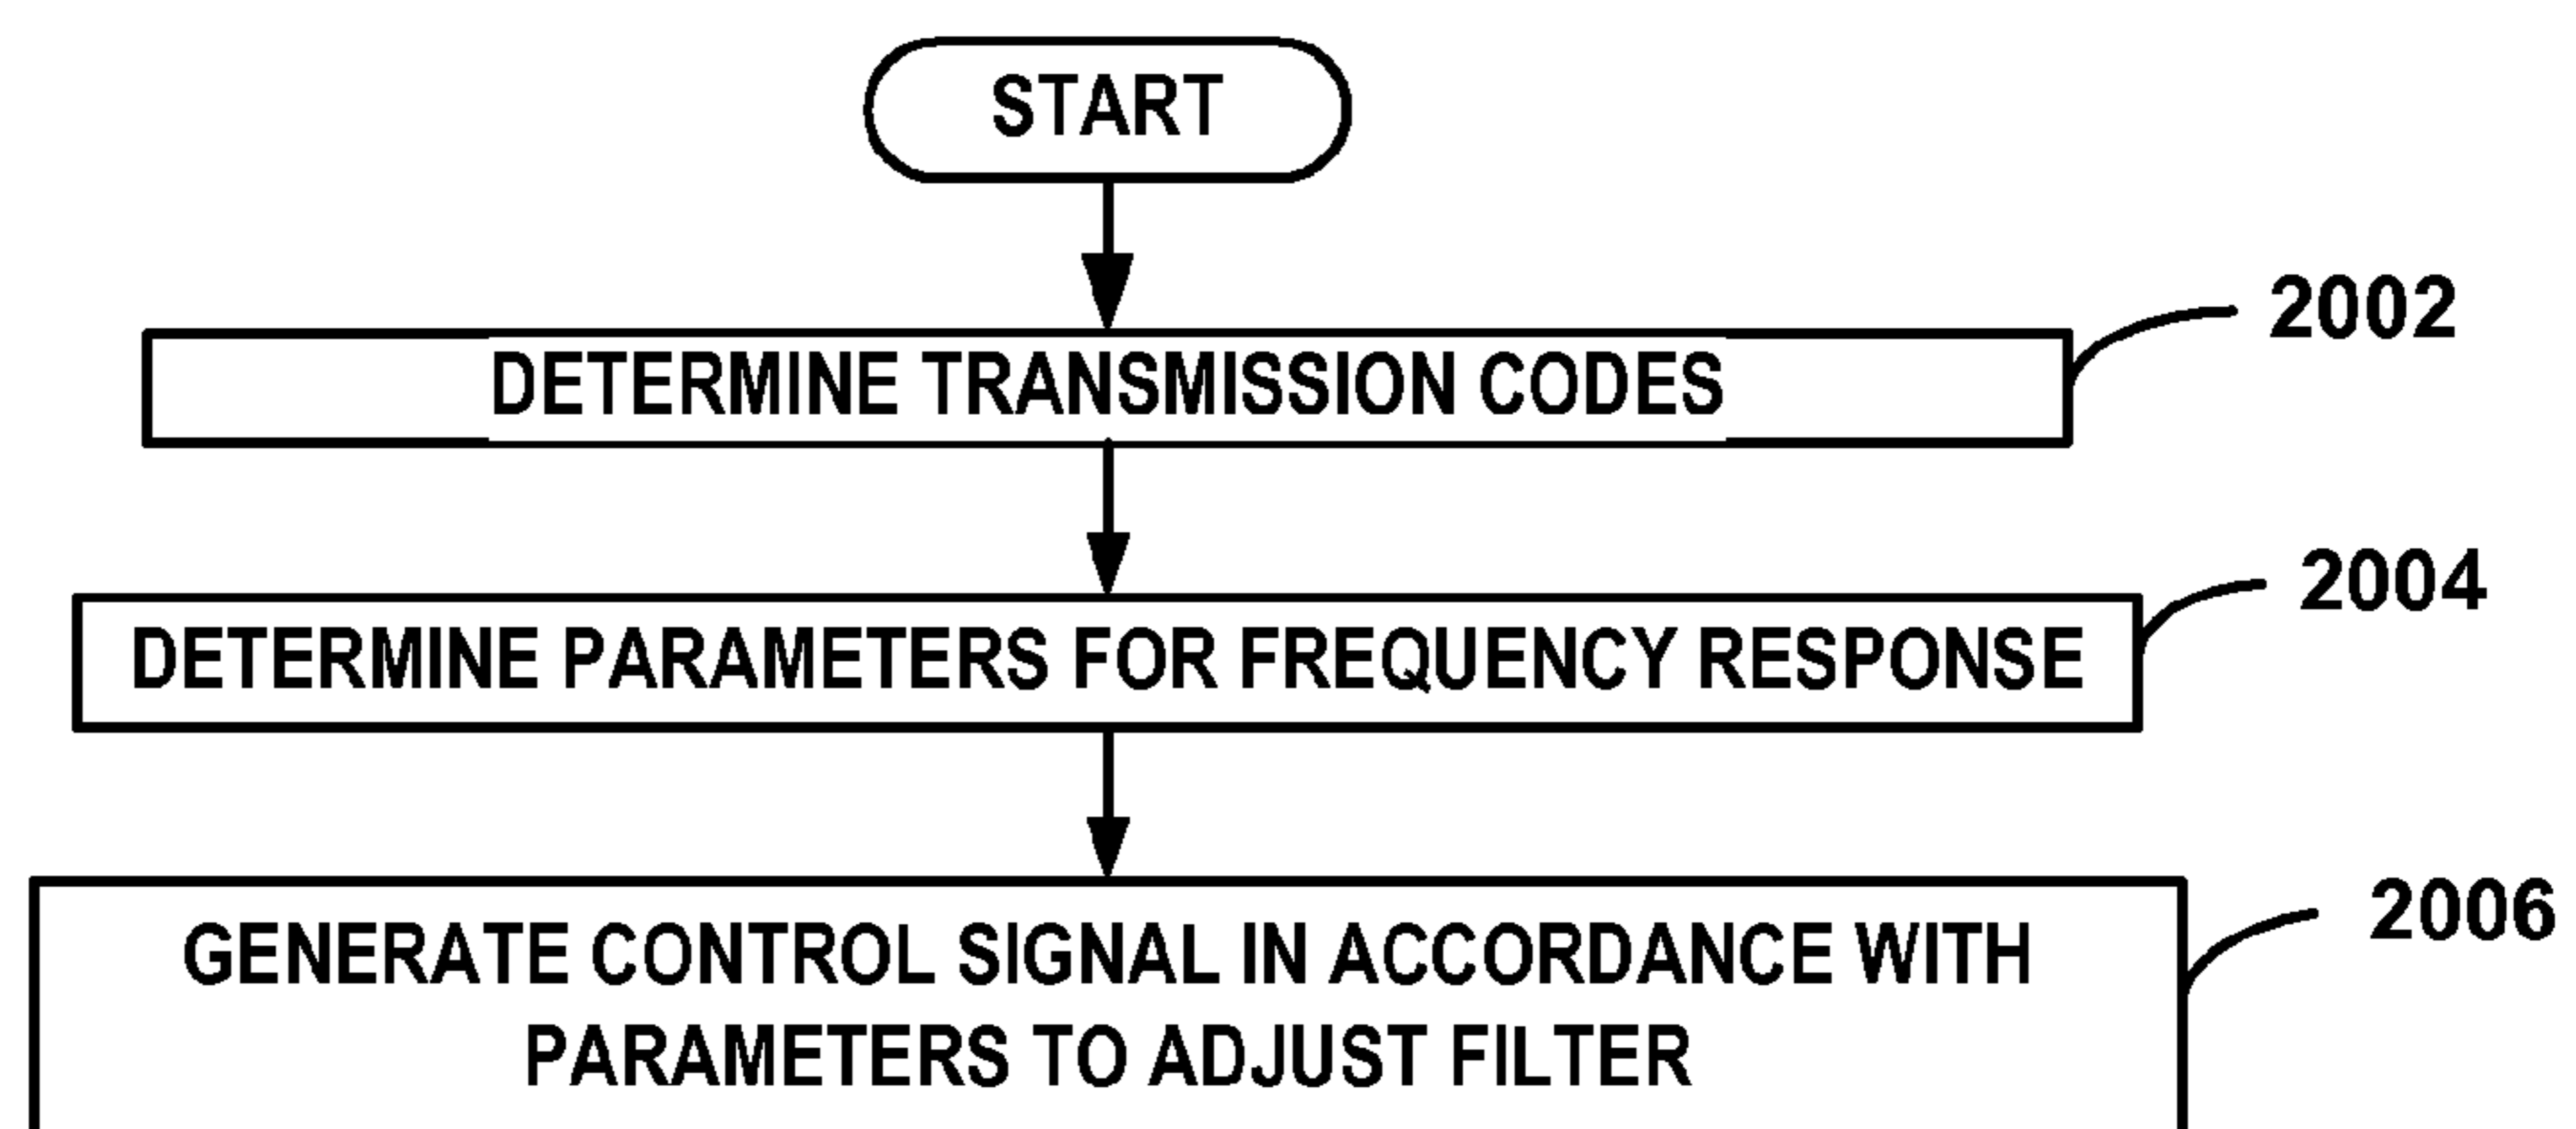 START
2002
DETERMINE TRANSMISSION CODES
2004
DETERMINE PARAMETERS FOR FREQUENCY RESPONSE
2006
GENERATE CONTROL SIGNAL IN ACCORDANCE WITH
PARAMETERS TO ADJUST FILTER